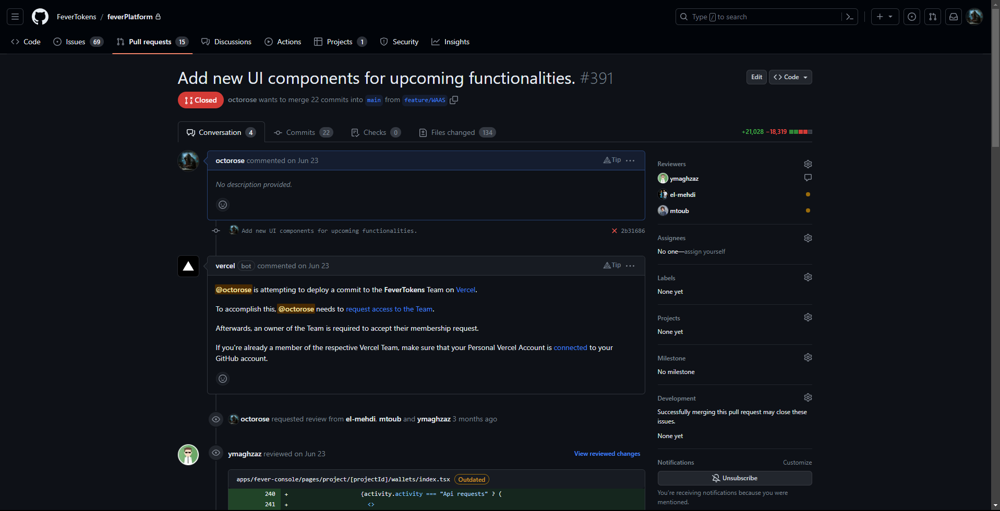 FeverTokens / feverPlatform
Type / to search
Code
Issues 69
Pull requests 15
Discussions
Actions
Projects 1
Security
Insights
Add new UI components for upcoming functionalities. #391
Edit
Code
Closed
octorose wants to merge 22 commits into main from feature/WAAS
Conversation 4
Commits 22
Checks 0
Files changed 134
+21,028 −18,319
octorose commented on Jun 23
Tip
No description provided.
Add new UI components for upcoming functionalities.
2b31686
vercel bot commented on Jun 23
Tip
@octorose is attempting to deploy a commit to the FeverTokens Team on Vercel.
To accomplish this, @octorose needs to request access to the Team.
Afterwards, an owner of the Team is required to accept their membership request.
If you're already a member of the respective Vercel Team, make sure that your Personal Vercel Account is connected to your
GitHub account.
octorose requested review from el-mehdi, mtoub and ymaghzaz 3 months ago
ymaghzaz reviewed on Jun 23
View reviewed changes
apps/fever-console/pages/project/[projectId]/wallets/index.tsx Outdated
240 + {activity.activity === "Api requests" ? (
241 + <>
Reviewers
ymaghzaz
el-mehdi
mtoub
Assignees
No one—assign yourself
Labels
None yet
Projects
None yet
Milestone
No milestone
Development
Successfully merging this pull request may close these
issues.
None yet
Notifications
Customize
Unsubscribe
You're receiving notifications because you were
mentioned.